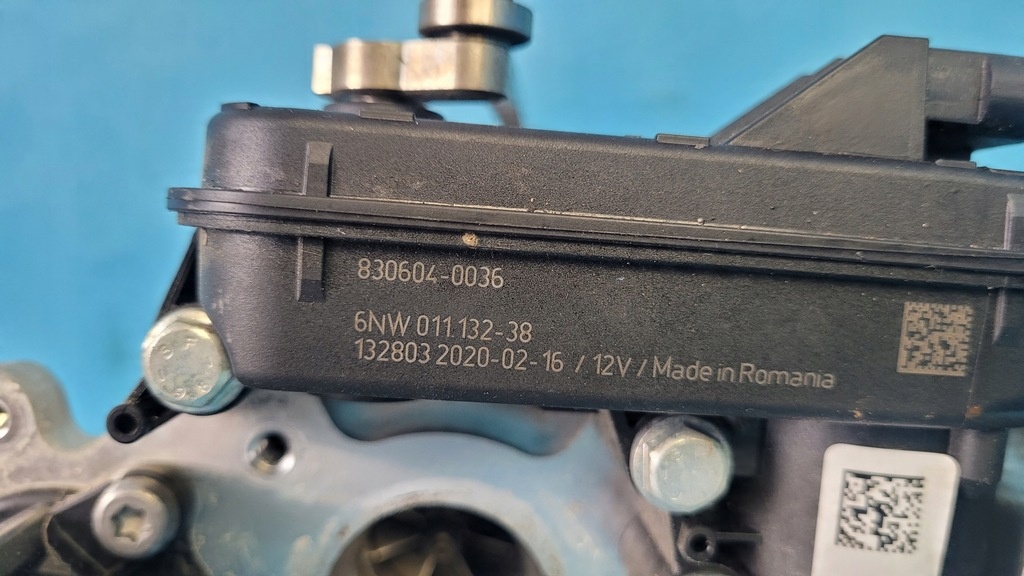 830604-0036
6NW 011.132-38
132803 2020-02-16 / 12V / Made in Romania